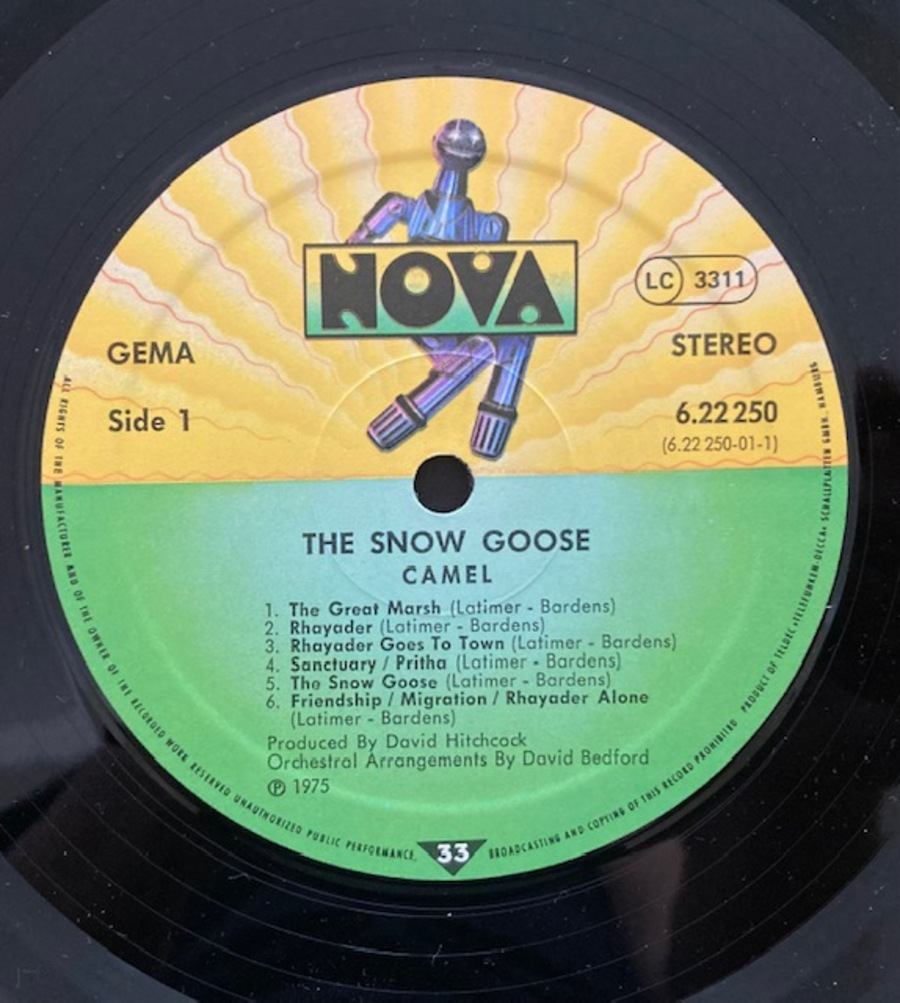 NOVA
LC 3311
GEMA
STEREO
Side 1
6.22 250
(6.22 250-01-1)
THE SNOW GOOSE
CAMEL
1. The Great Marsh (Latimer - Bardens)
2. Rhayader (Latimer - Bardens)
3. Rhayader Goes To Town (Latimer - Bardens)
4. Sanctuary / Pritha (Latimer - Bardens)
5. The Snow Goose (Latimer - Bardens)
6. Friendship / Migration / Rhayader Alone
(Latimer - Bardens)
Produced By David Hitchcock
Orchestral Arrangements By David Bedford
℗ 1975
33
ALL RIGHTS OF THE MANUFACTURER AND OF THE OWNER OF THE RECORDED WORK RESERVED UNAUTHORIZED PUBLIC PERFORMANCE, BROADCASTING AND COPYING OF THIS RECORD PROHIBITED PRODUCT OF TELDEC »TELEFUNKEN-DECCA« SCHALLPLATTEN GMBH, HAMBURG